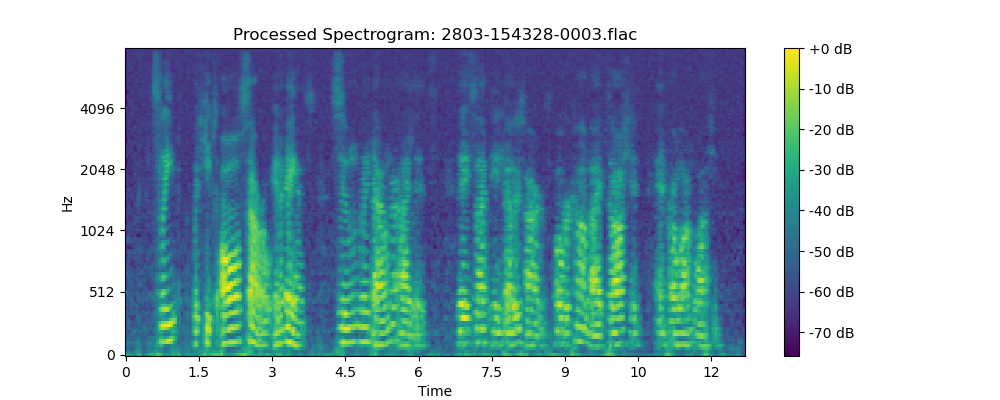 Processed Spectrogram: 2803-154328-0003.flac
+0 dB
4096
-10 dB
-20 dB
2048
-30 dB
Hz
1024
-40 dB
-50 dB
512
-60 dB
-70 dB
0
0 1.5 3 4.5 6 7.5 9 10 12
Time